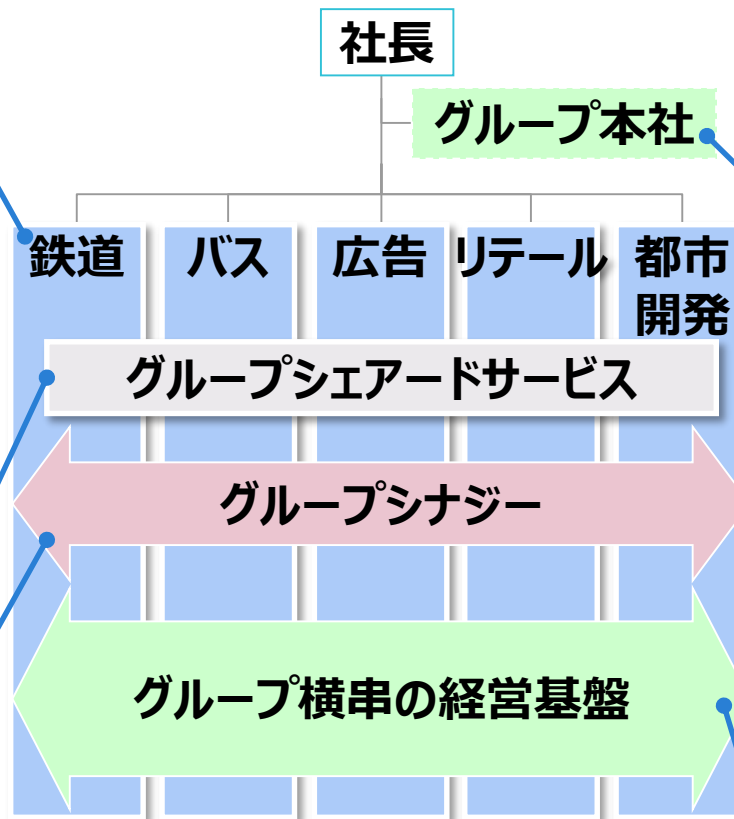 社長
グループ本社
鉄道
バス
広告
リテール
都市
開発
グループシェアードサービス
グループシナジー
グループ横串の経営基盤